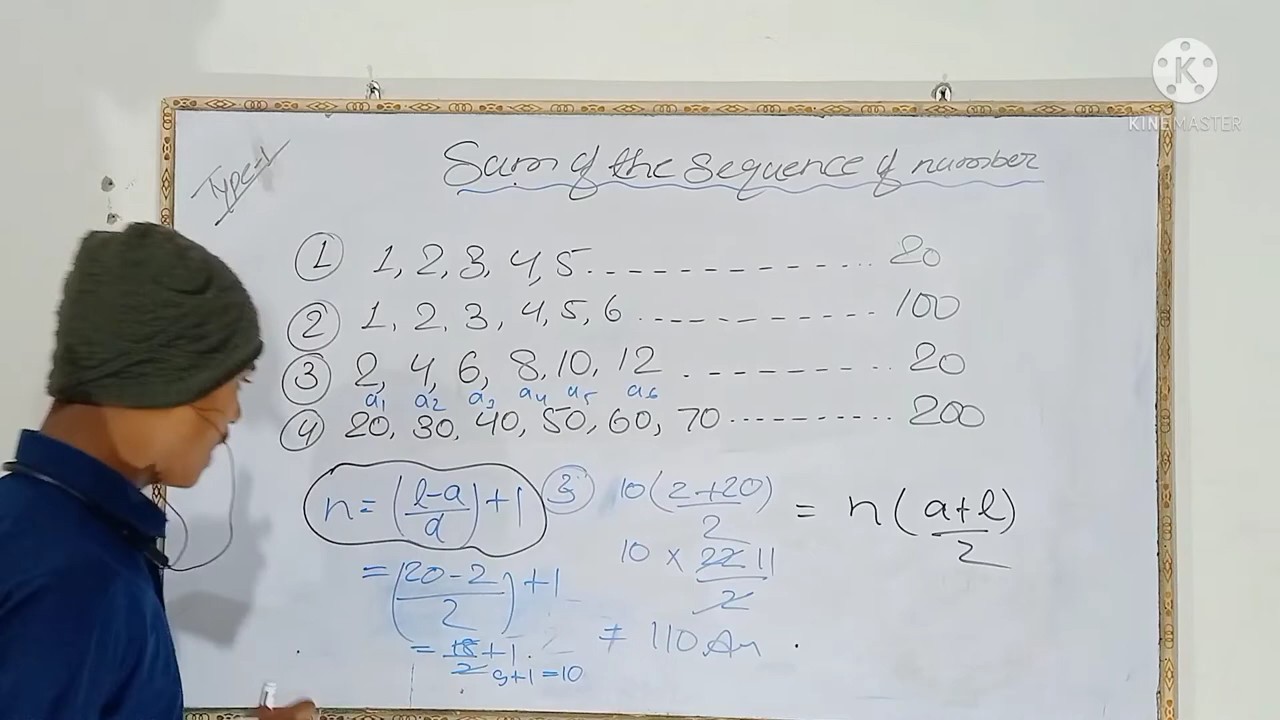 KINEMASTER
Type-1
Sum of the Sequence of number
① 1, 2, 3, 4, 5 - - - - - - - - - - - - - 20
② 1, 2, 3, 4, 5, 6 - - - - - - - - - - - 100
③ 2, 4, 6, 8, 10, 12 - - - - - - - - - 20
a₁ a₂ a₃ a₄ a₅ a₆
④ 20, 30, 40, 50, 60, 70 - - - - - - - - - 200
n = (l-a/d) + 1
= (20-2/2) + 1
= 18/2 + 1
9+1 = 10
③ 10(2+20/2) = n(a+l/2)
10 × 22/2 11
= 110 An